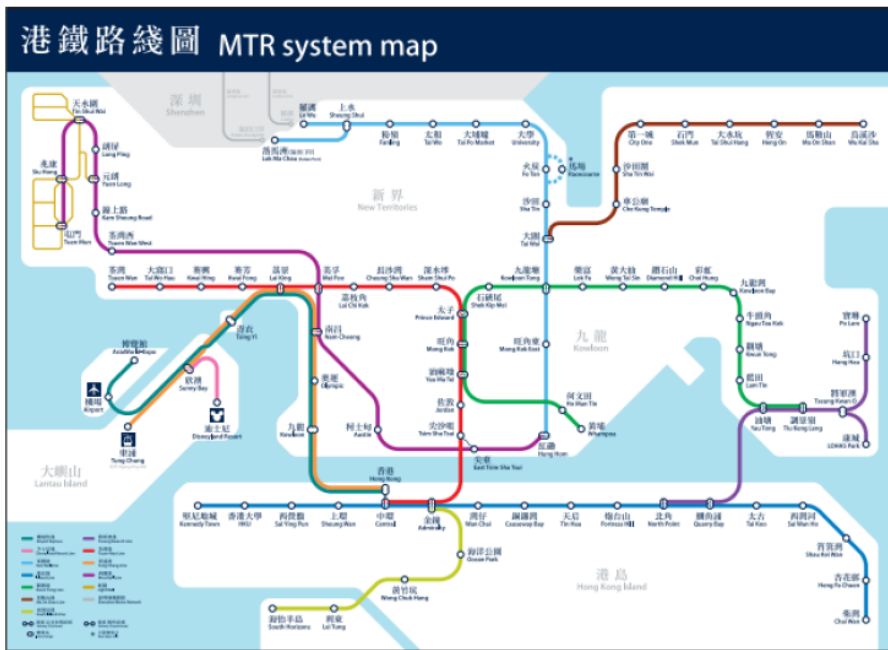 港鐵路綫圖 MTR system map
深圳
Shenzhen
羅湖
Lo Wu
上水
Sheung Shui
粉嶺
Fanling
太和
Tai Wo
大埔墟
Tai Po Market
大學
University
落馬洲
Lok Ma Chau
第一城
City One
石門
Shek Mun
大水坑
Tai Shui Hang
恆安
Heng On
馬鞍山
Ma On Shan
烏溪沙
Wu Kai Sha
天水圍
Tin Shui Wai
朗屏
Long Ping
兆康
Siu Hong
元朗
Yuen Long
錦上路
Kam Sheung Road
屯門
Tuen Mun
荃灣西
Tsuen Wan West
新界
New Territories
火炭
Fo Tan
馬場
Racecourse
沙田
Sha Tin
大圍
Tai Wai
沙田圍
Sha Tin Wai
車公廟
Che Kung Temple
荃灣
Tsuen Wan
大窩口
Tai Wo Hau
葵興
Kwai Hing
葵芳
Kwai Fong
荔景
Lai King
美孚
Mei Foo
荔枝角
Lai Chi Kok
長沙灣
Cheung Sha Wan
深水埗
Sham Shui Po
太子
Prince Edward
石硤尾
Shek Kip Mei
九龍塘
Kowloon Tong
樂富
Lok Fu
黃大仙
Wong Tai Sin
鑽石山
Diamond Hill
彩虹
Choi Hung
九龍灣
Kowloon Bay
牛頭角
Ngau Tau Kok
觀塘
Kwun Tong
藍田
Lam Tin
油塘
Yau Tong
調景嶺
Tiu Keng Leng
將軍澳
Tseung Kwan O
寶琳
Po Lam
坑口
Hang Hau
康城
LOHAS Park
九龍
Kowloon
旺角
Mong Kok
旺角東
Mong Kok East
油麻地
Yau Ma Tei
何文田
Ho Man Tin
黃埔
Whampoa
佐敦
Jordan
尖沙咀
Tsim Sha Tsui
尖東
East Tsim Sha Tsui
紅磡
Hung Hom
青衣
Tsing Yi
南昌
Nam Cheong
奧運
Olympic
九龍
Kowloon
柯士甸
Austin
博覽館
AsiaWorld-Expo
機場
Airport
欣澳
Sunny Bay
迪士尼
Disneyland Resort
東涌
Tung Chung
大嶼山
Lantau Island
香港
Hong Kong
堅尼地城
Kennedy Town
香港大學
HKU
西營盤
Sai Ying Pun
上環
Sheung Wan
中環
Central
金鐘
Admiralty
灣仔
Wan Chai
銅鑼灣
Causeway Bay
天后
Tin Hau
炮台山
Fortress Hill
北角
North Point
鰂魚涌
Quarry Bay
太古
Tai Koo
西灣河
Sai Wan Ho
筲箕灣
Shau Kei Wan
杏花邨
Heng Fa Chuen
柴灣
Chai Wan
海洋公園
Ocean Park
黃竹坑
Wong Chuk Hang
利東
Lei Tung
海怡半島
South Horizons
港島
Hong Kong Island